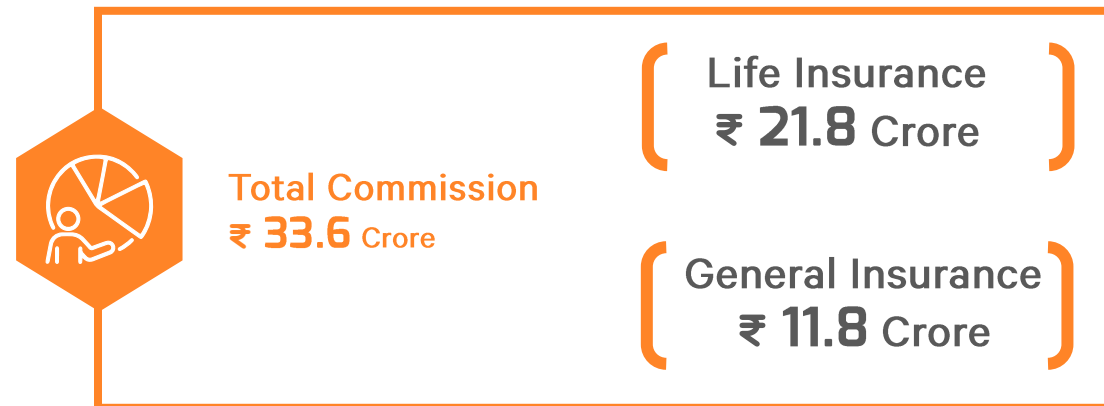 Life Insurance
₹ 21.8 Crore
Total Commission
₹ 33.6 Crore
General Insurance
₹ 11.8 Crore